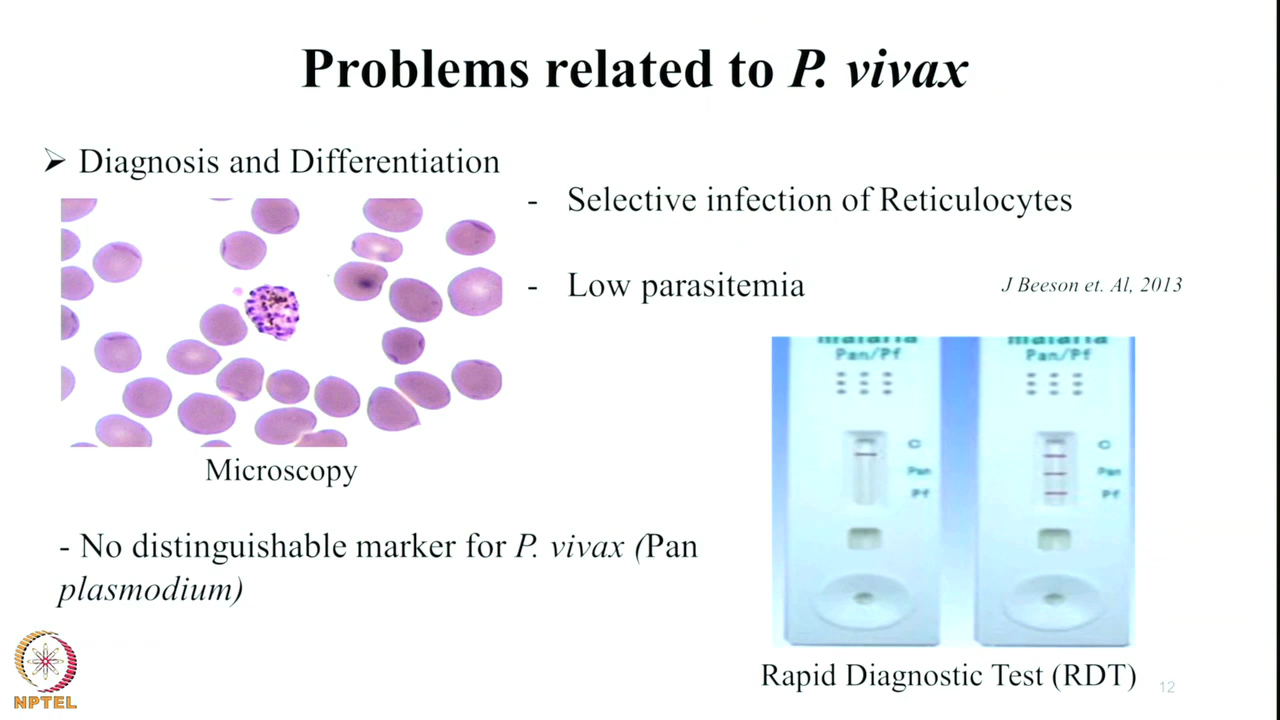 Problems related to P. vivax
➤ Diagnosis and Differentiation
- Selective infection of Reticulocytes
- Low parasitemia
J Beeson et. Al, 2013
malaria
Pan/Pf
C
Pan
Pf
malaria
Pan/Pf
C
Pan
Pf
Microscopy
- No distinguishable marker for P. vivax (Pan
plasmodium)
Rapid Diagnostic Test (RDT)
12
NPTEL